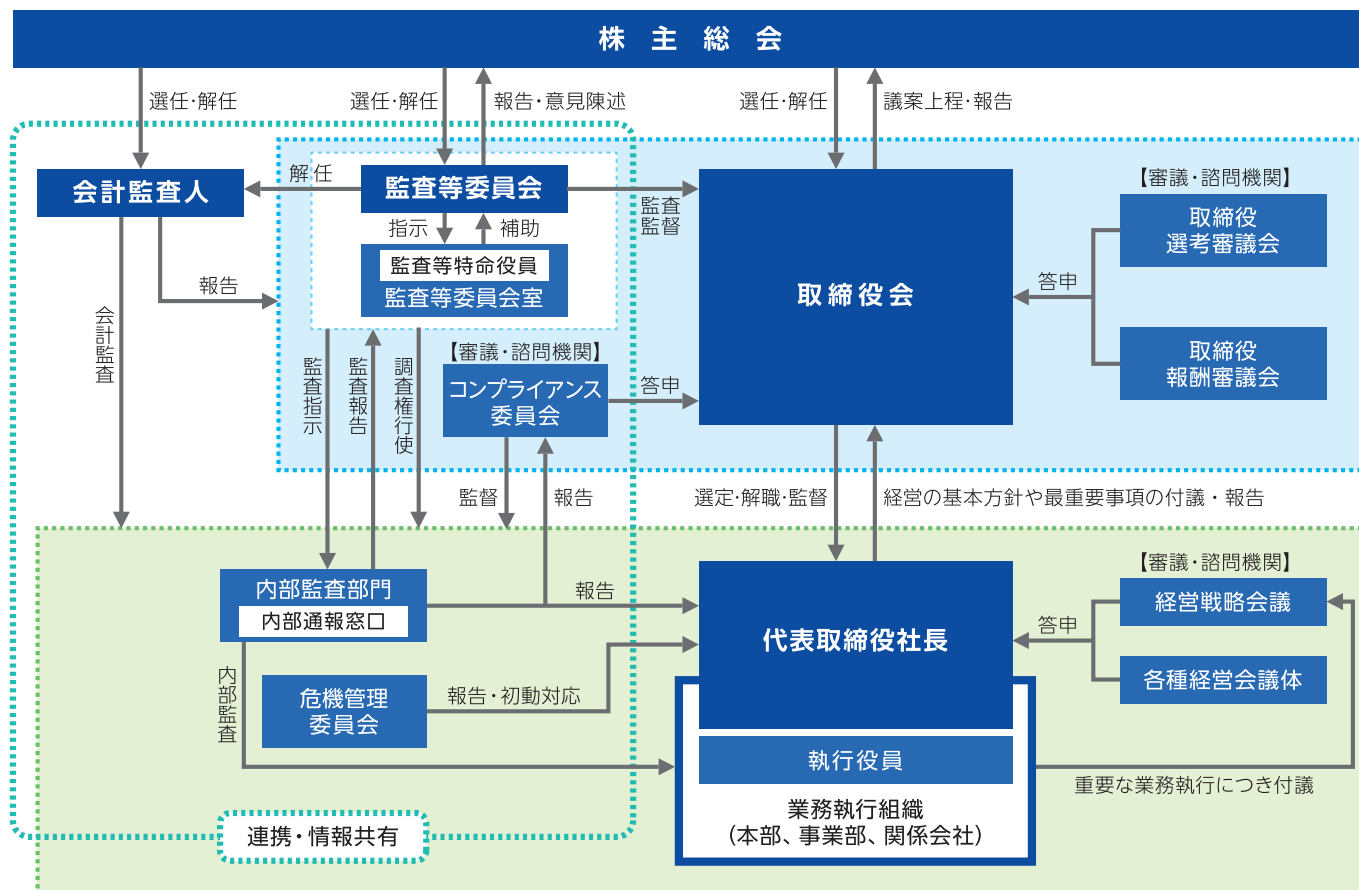 株主総会
選任・解任
選任・解任
報告・意見陳述
選任・解任
議案上程・報告
会計監査人
解任
監査等委員会
監査
監督
指示
補助
監査等特命役員
監査等委員会室
報告
会計監査
監査指示
監査報告
調査権行使
【審議・諮問機関】
コンプライアンス
委員会
答申
取締役会
【審議・諮問機関】
取締役
選考審議会
答申
取締役
報酬審議会
監督
報告
選定・解職・監督
経営の基本方針や最重要事項の付議・報告
内部監査部門
内部通報窓口
報告
代表取締役社長
【審議・諮問機関】
経営戦略会議
答申
各種経営会議体
内部監査
危機管理
委員会
報告・初動対応
執行役員
重要な業務執行につき付議
業務執行組織
（本部、事業部、関係会社）
連携・情報共有